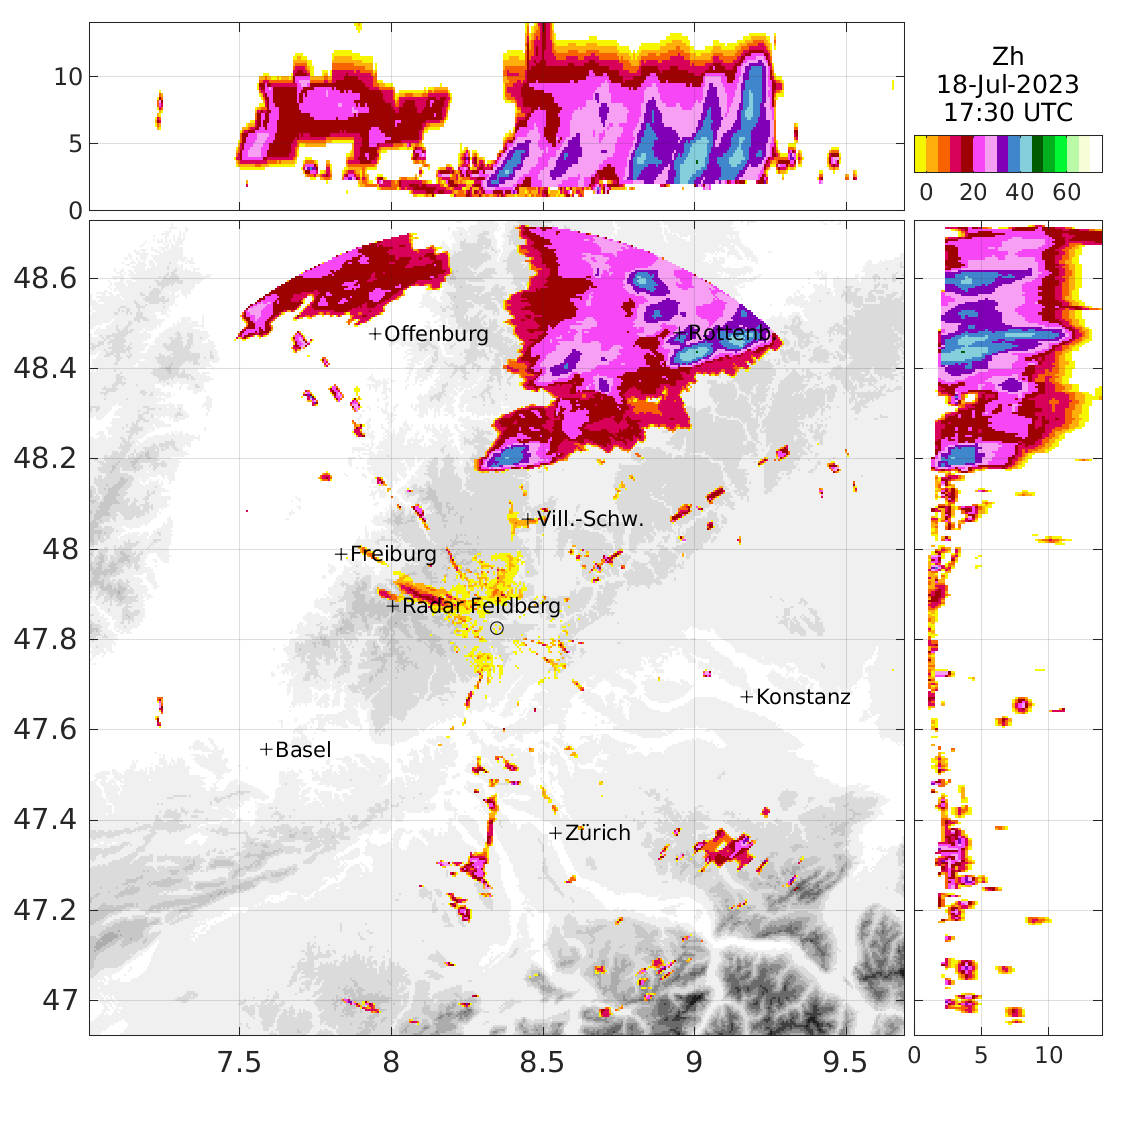 10
5
0
Zh
18-Jul-2023
17:30 UTC
0 20 40 60
48.6
48.4
48.2
48
47.8
47.6
47.4
47.2
47
+Offenburg
+Rottenb.
+Vill.-Schw.
+Freiburg
+Radar Feldberg
+Konstanz
+Basel
+Zürich
7.5 8 8.5 9 9.5
0 5 10